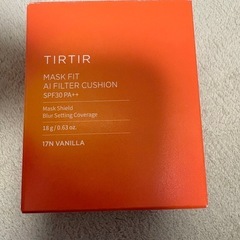 TIRTIR
MASK FIT
AI FILTER CUSHION
SPF30 PA++
Mask Shield
Blur Setting Coverage
18 g / 0.63 oz.
17N VANILLA